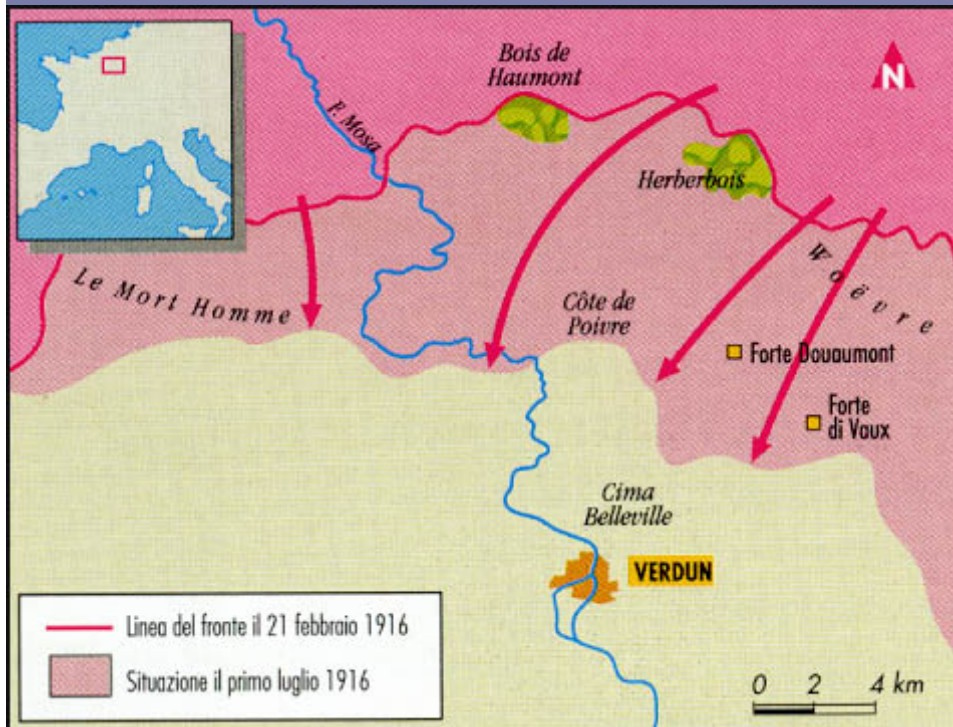 Bois de
Haumont
N
F. Mosa
Herberbois
Le Mort Homme
Woëvre
Côte de
Poivre
Forte Douaumont
Forte
di Vaux
Cima
Belleville
VERDUN
Linea del fronte il 21 febbraio 1916
Situazione il primo luglio 1916
0 2 4 km